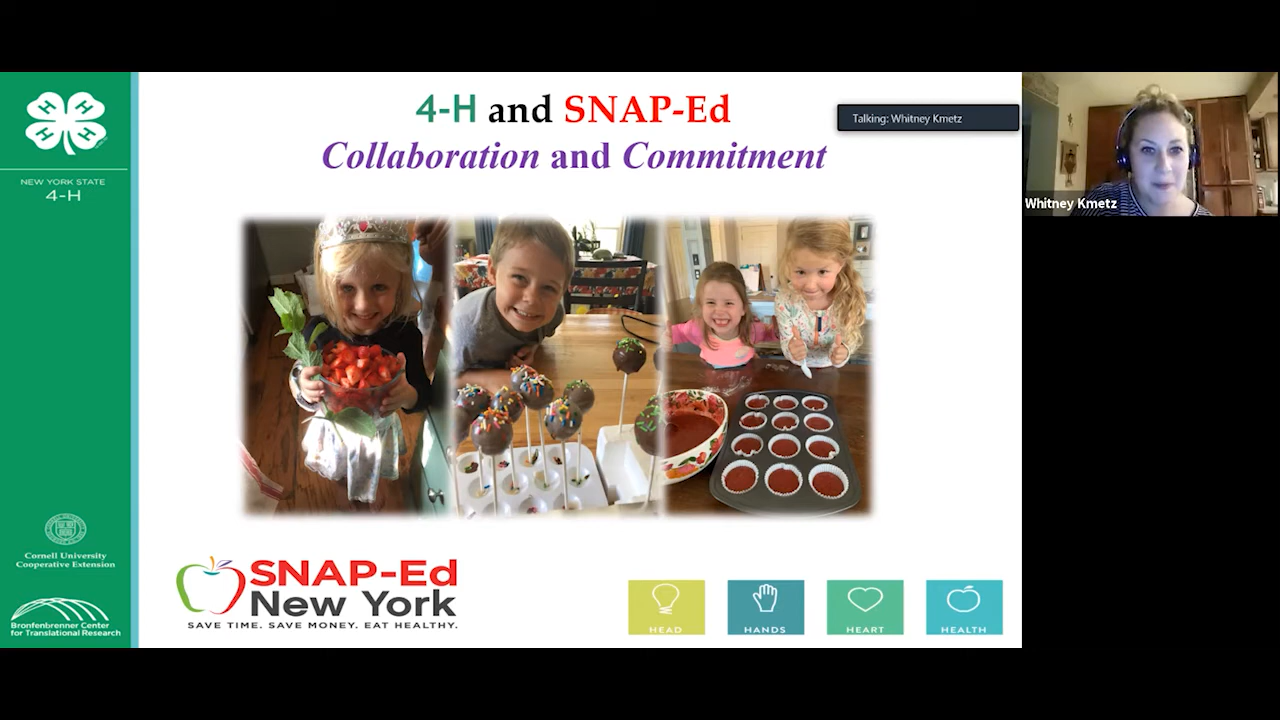 H H
H H
NEW YORK STATE
4-H
4-H and SNAP-Ed
Collaboration and Commitment
Talking: Whitney Kmetz
Whitney Kmetz
Cornell University
Cooperative Extension
Bronfenbrenner Center
for Translational Research
SNAP-Ed
New York
SAVE TIME. SAVE MONEY. EAT HEALTHY.
HEAD
HANDS
HEART
HEALTH